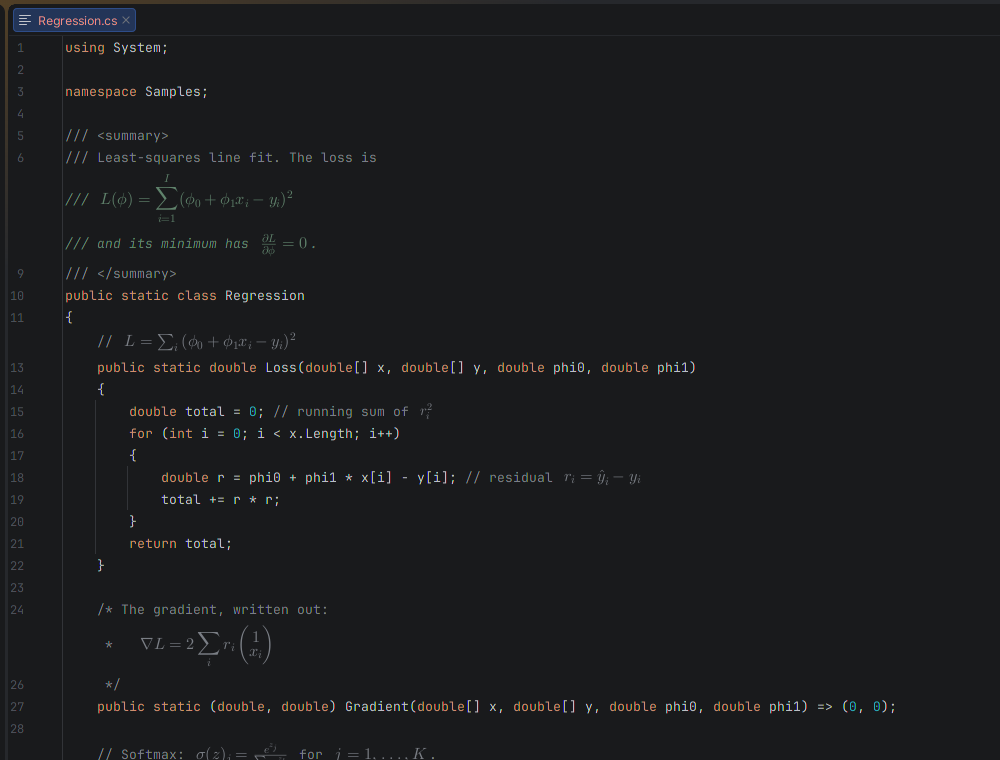 Regression.cs ×
1 using System;
2
3 namespace Samples;
4
5 /// <summary>
6 /// Least-squares line fit. The loss is
/// L(ϕ) = ∑_{i=1}^{I} (ϕ₀ + ϕ₁xᵢ − yᵢ)²
/// and its minimum has ∂L/∂ϕ = 0.
9 /// </summary>
10 public static class Regression
11 {
// L = ∑ᵢ (ϕ₀ + ϕ₁xᵢ − yᵢ)²
13 public static double Loss(double[] x, double[] y, double phi0, double phi1)
14 {
15 double total = 0; // running sum of rᵢ²
16 for (int i = 0; i < x.Length; i++)
17 {
18 double r = phi0 + phi1 * x[i] - y[i]; // residual rᵢ = ŷᵢ − yᵢ
19 total += r * r;
20 }
21 return total;
22 }
23
24 /* The gradient, written out:
* ∇L = 2 ∑ᵢ rᵢ (1 xᵢ)
26 */
27 public static (double, double) Gradient(double[] x, double[] y, double phi0, double phi1) => (0, 0);
28
// Softmax: σ(z)ⱼ = for j = 1, . . . , K.